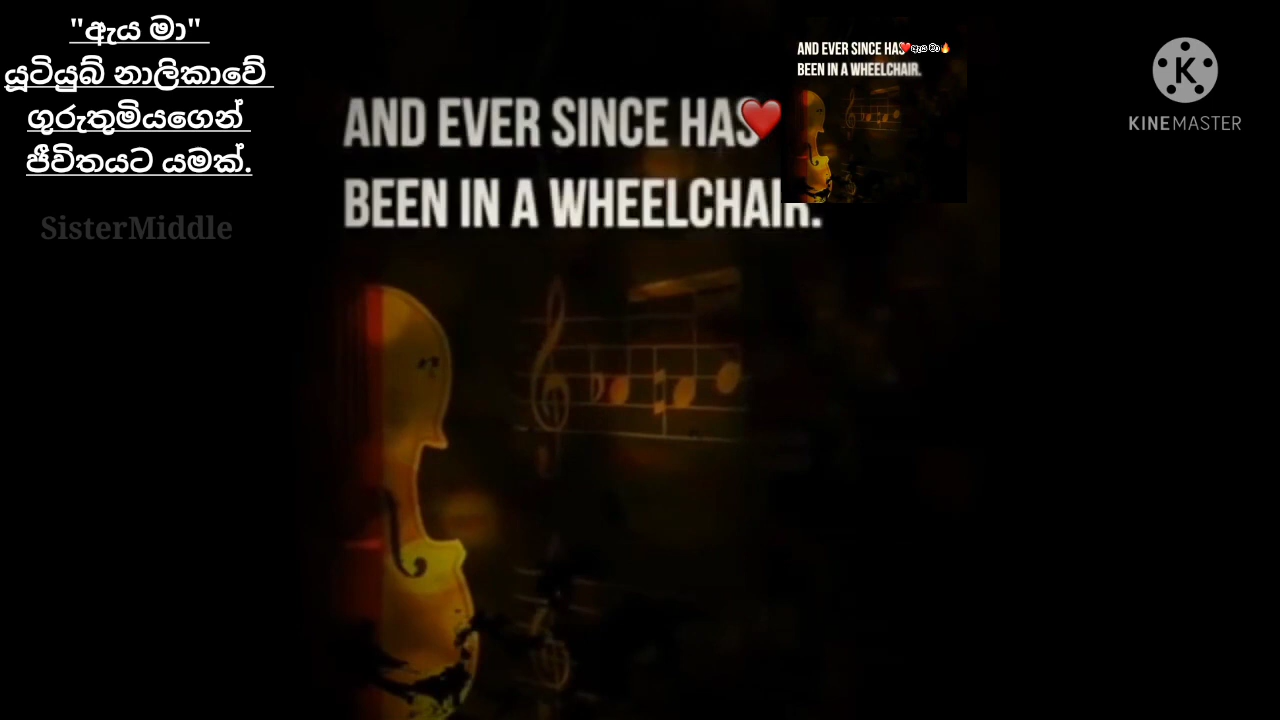 "ඇය මා"
යූටියුබ් නාලිකාවේ
ගුරුතුමියගෙන්
ජීවිතයට යමක්.
SisterMiddle
AND EVER SINCE HAS
BEEN IN A WHEELCHAIR.
AND EVER SINCE HAS ඇය මා
BEEN IN A WHEELCHAIR.
K
KINEMASTER